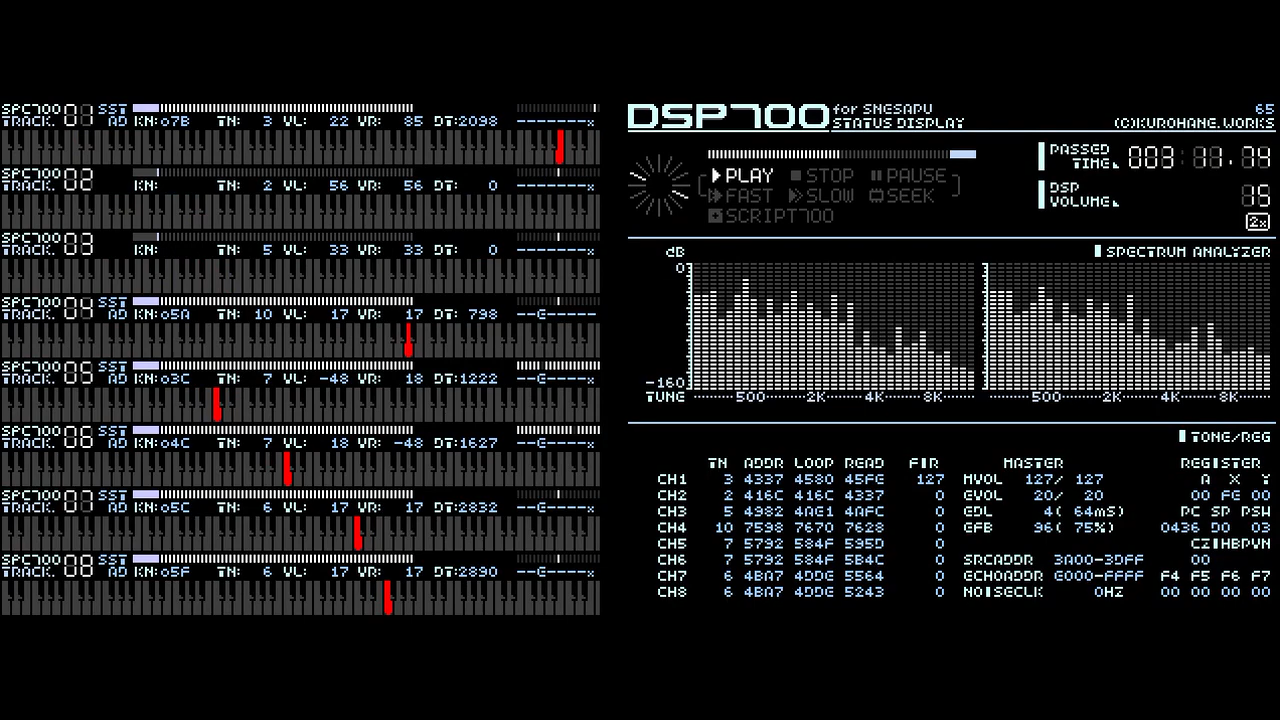 SPC700 01 SST
TRACK. AD KN:o7B TN: 3 VL: 22 VR: 85 DT:2098 -------x
SPC700 02 SST
TRACK. AD KN: TN: 2 VL: 56 VR: 56 DT: 0 -------x
SPC700 03
TRACK. KN: TN: 5 VL: 33 VR: 33 DT: 0 -------x
SPC700 04 SST
TRACK. AD KN:o5A TN: 10 VL: 17 VR: 17 DT: 798 --E-----
SPC700 05 SST
TRACK. AD KN:o3C TN: 7 VL: -48 VR: 18 DT:1222 --E----x
SPC700 06 SST
TRACK. AD KN:o4C TN: 7 VL: 18 VR: -48 DT:1627 --E----x
SPC700 07 SST
TRACK. AD KN:o5C TN: 6 VL: 17 VR: 17 DT:2832 --E----x
SPC700 08 SST
TRACK. AD KN:o5F TN: 6 VL: 17 VR: 17 DT:2890 --E----x
DSP700 for SNESAPU 65
STATUS DISPLAY (C)KUROHANE.WORKS
PASSED TIME
PLAY STOP PAUSE
FAST SLOW SEEK
SCRIPT700
DSP VOLUME 15
2x
dB SPECTRUM ANALYZER
0
-160
TUNE 500 2K 4K 8K 500 2K 4K 8K
TONE/REG
TN ADDR LOOP READ FIR MASTER REGISTER
CH1 3 4337 4580 45FE 127 MVOL 127/ 127 A X Y
CH2 2 416C 416C 4337 0 EVOL 20/ 20 00 FE 00
CH3 5 4982 4AE1 4AFC 0 EDL 4( 64mS) PC SP PSW
CH4 10 7598 7670 7628 0 EFB 96( 75%) 0436 D0 03
CH5 7 5792 584F 595D 0 CZIHBPVN
CH6 7 5792 584F 5B4C 0 SRCADDR 3A00-3DFF 00
CH7 6 4BA7 4DDE 5564 0 ECHOADDR E000-FFFF F4 F5 F6 F7
CH8 6 4BA7 4DDE 5243 0 NOISECLK 0HZ 00 00 00 00